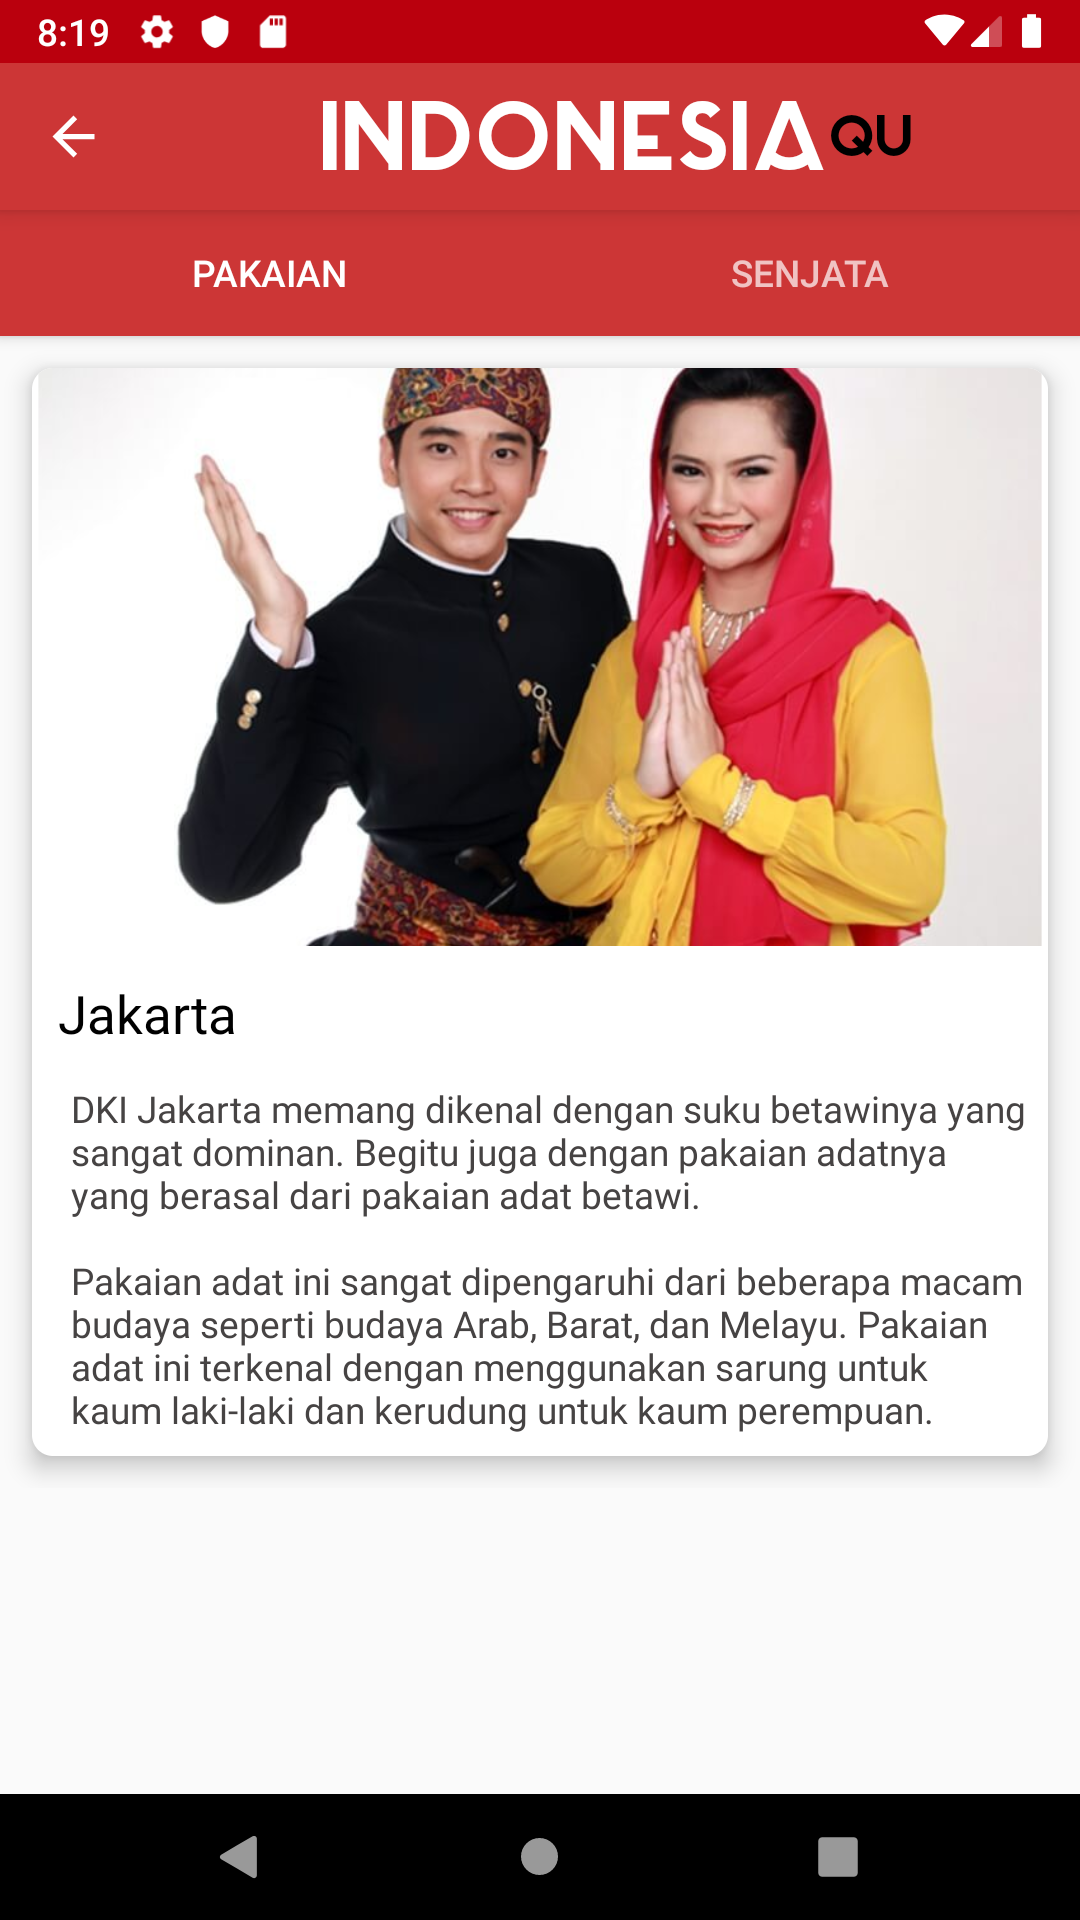 8:19
INDONESIA QU
PAKAIAN
SENJATA
Jakarta
DKI Jakarta memang dikenal dengan suku betawinya yang
sangat dominan. Begitu juga dengan pakaian adatnya
yang berasal dari pakaian adat betawi.
Pakaian adat ini sangat dipengaruhi dari beberapa macam
budaya seperti budaya Arab, Barat, dan Melayu. Pakaian
adat ini terkenal dengan menggunakan sarung untuk
kaum laki-laki dan kerudung untuk kaum perempuan.